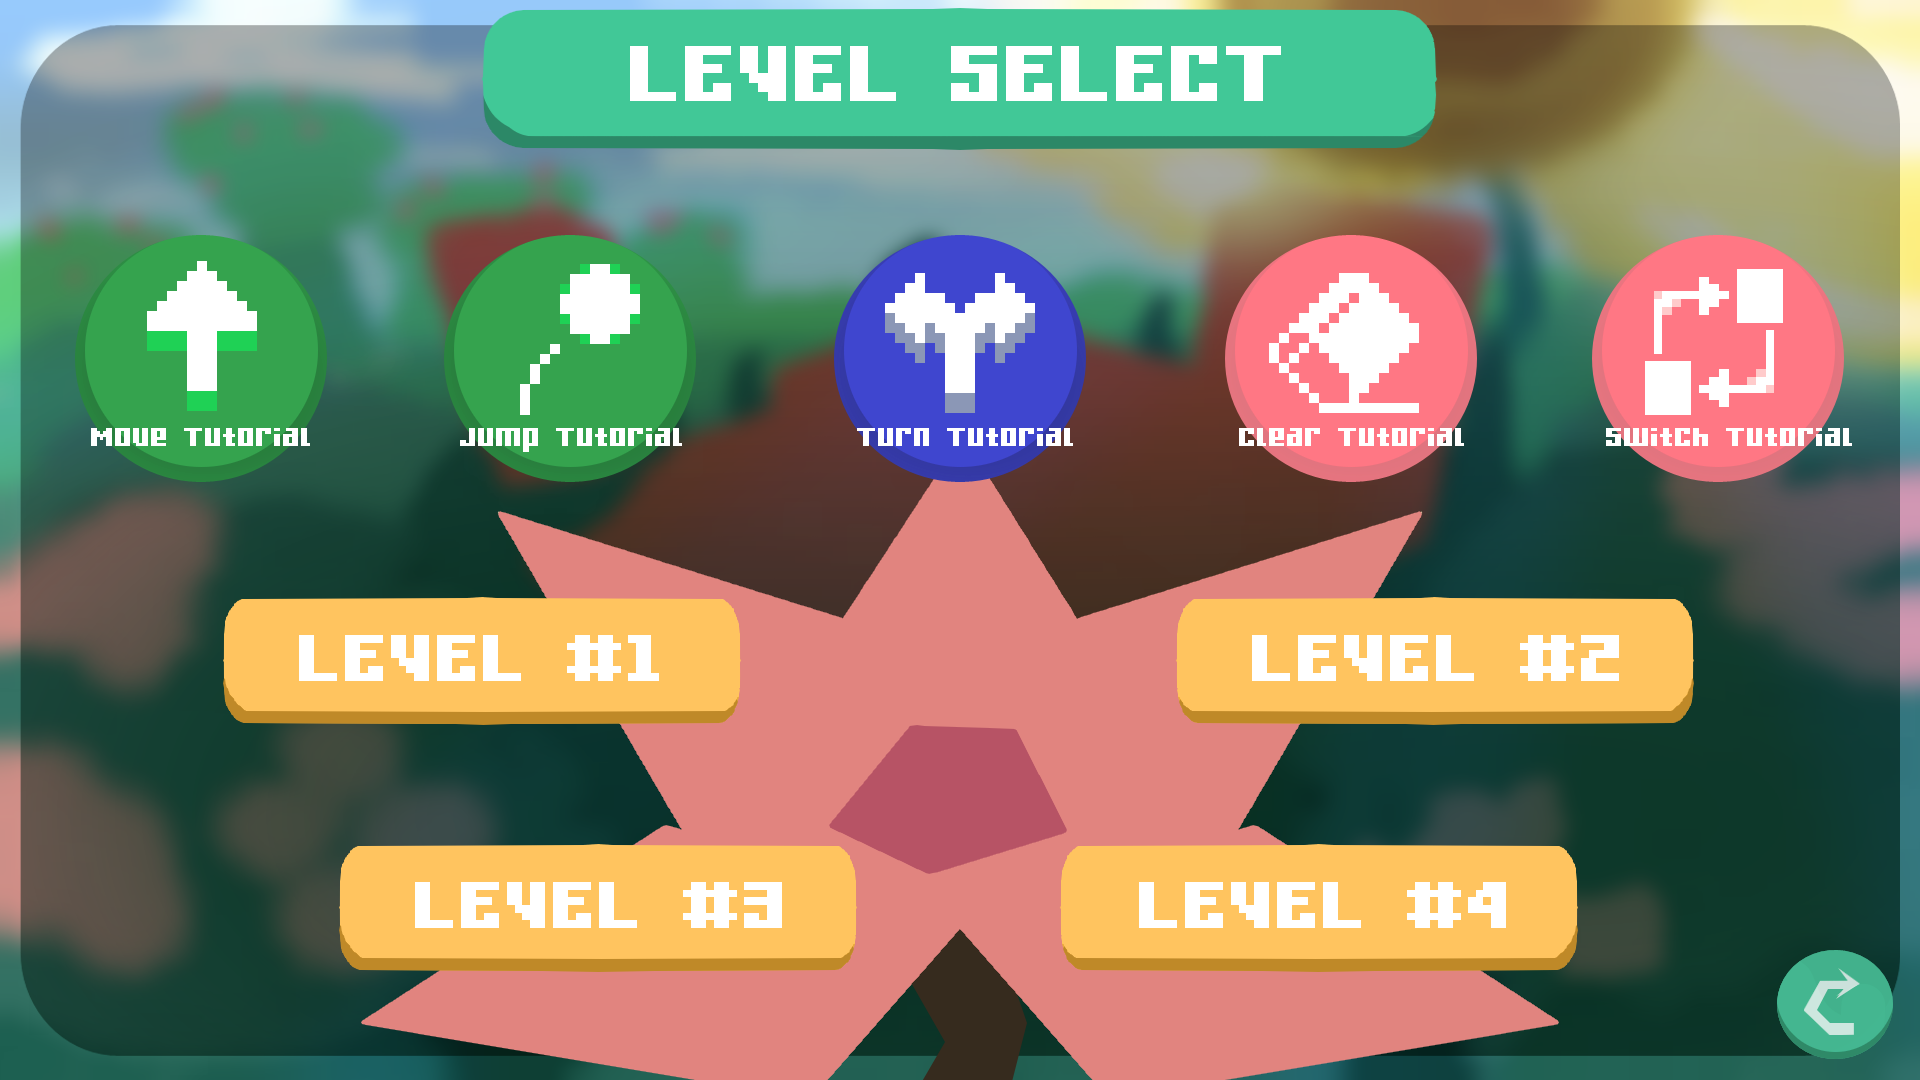 LEVEL SELECT
Move Tutorial
Jump Tutorial
Turn Tutorial
Clear Tutorial
Switch Tutorial
LEVEL #1
LEVEL #2
LEVEL #3
LEVEL #4